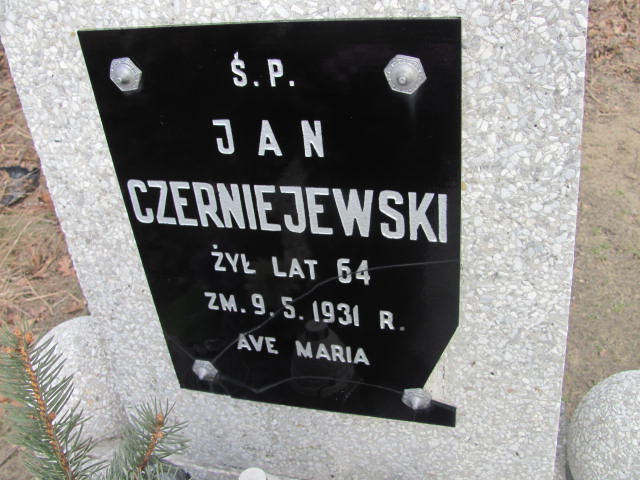 Ś.P.
JAN
CZERNIEJEWSKI
ŻYŁ LAT 64
ZM. 9. 5. 1931 R.
AVE MARIA